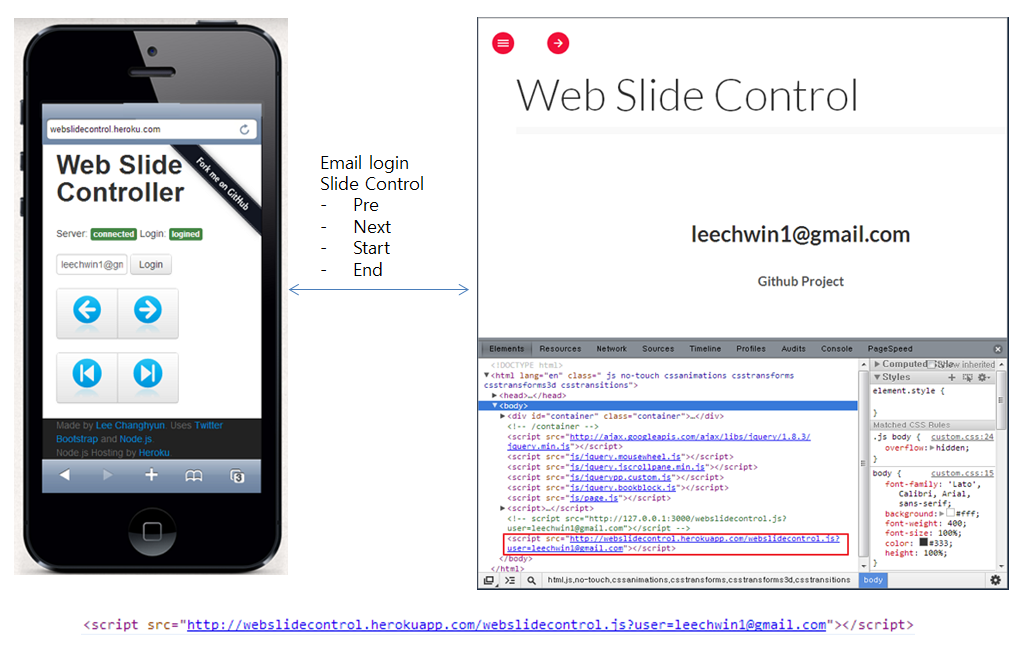 webslidecontrol.heroku.com
Fork me on GitHub
Web Slide
Controller
Server: connected Login: logined
leechwin1@gm Login
Made by Lee Changhyun. Uses Twitter
Bootstrap and Node.js.
Node.js Hosting by Heroku.
3
Email login
Slide Control
- Pre
- Next
- Start
- End
Web Slide Control
leechwin1@gmail.com
Github Project
Elements Resources Network Sources Timeline Profiles Audits Console PageSpeed
<!DOCTYPE html>
▼<html lang="en" class=" js no-touch cssanimations csstransforms
csstransforms3d csstransitions">
▶<head>…</head>
▼<body>
▶<div id="container" class="container">…</div>
<!-- /container -->
<script src="http://ajax.googleapis.com/ajax/libs/jquery/1.8.3/
jquery.min.js"></script>
<script src="js/jquery.mousewheel.js"></script>
<script src="js/jquery.jscrollpane.min.js"></script>
<script src="js/jquerypp.custom.js"></script>
<script src="js/jquery.bookblock.js"></script>
<script src="js/page.js"></script>
▶<script>…</script>
<!-- script src="http://127.0.0.1:3000/webslidecontrol.js?
user=leechwin1@gmail.com"></script -->
<script src="http://webslidecontrol.herokuapp.com/webslidecontrol.js?
user=leechwin1@gmail.com"></script>
</body>
</html>
▶ Computed Style Show inherited
▼ Styles
element.style {
}
Matched CSS Rules
.js body { custom.css:24
overflow:▶hidden;
}
body { custom.css:15
font-family: 'Lato',
Calibri, Arial,
sans-serif;
background:▶#fff;
font-weight: 400;
font-size: 100%;
color: #333;
height: 100%;
}
html.js,no-touch,cssanimations,csstransforms,csstransforms3d,csstransitions body
<script src="http://webslidecontrol.herokuapp.com/webslidecontrol.js?user=leechwin1@gmail.com"></script>